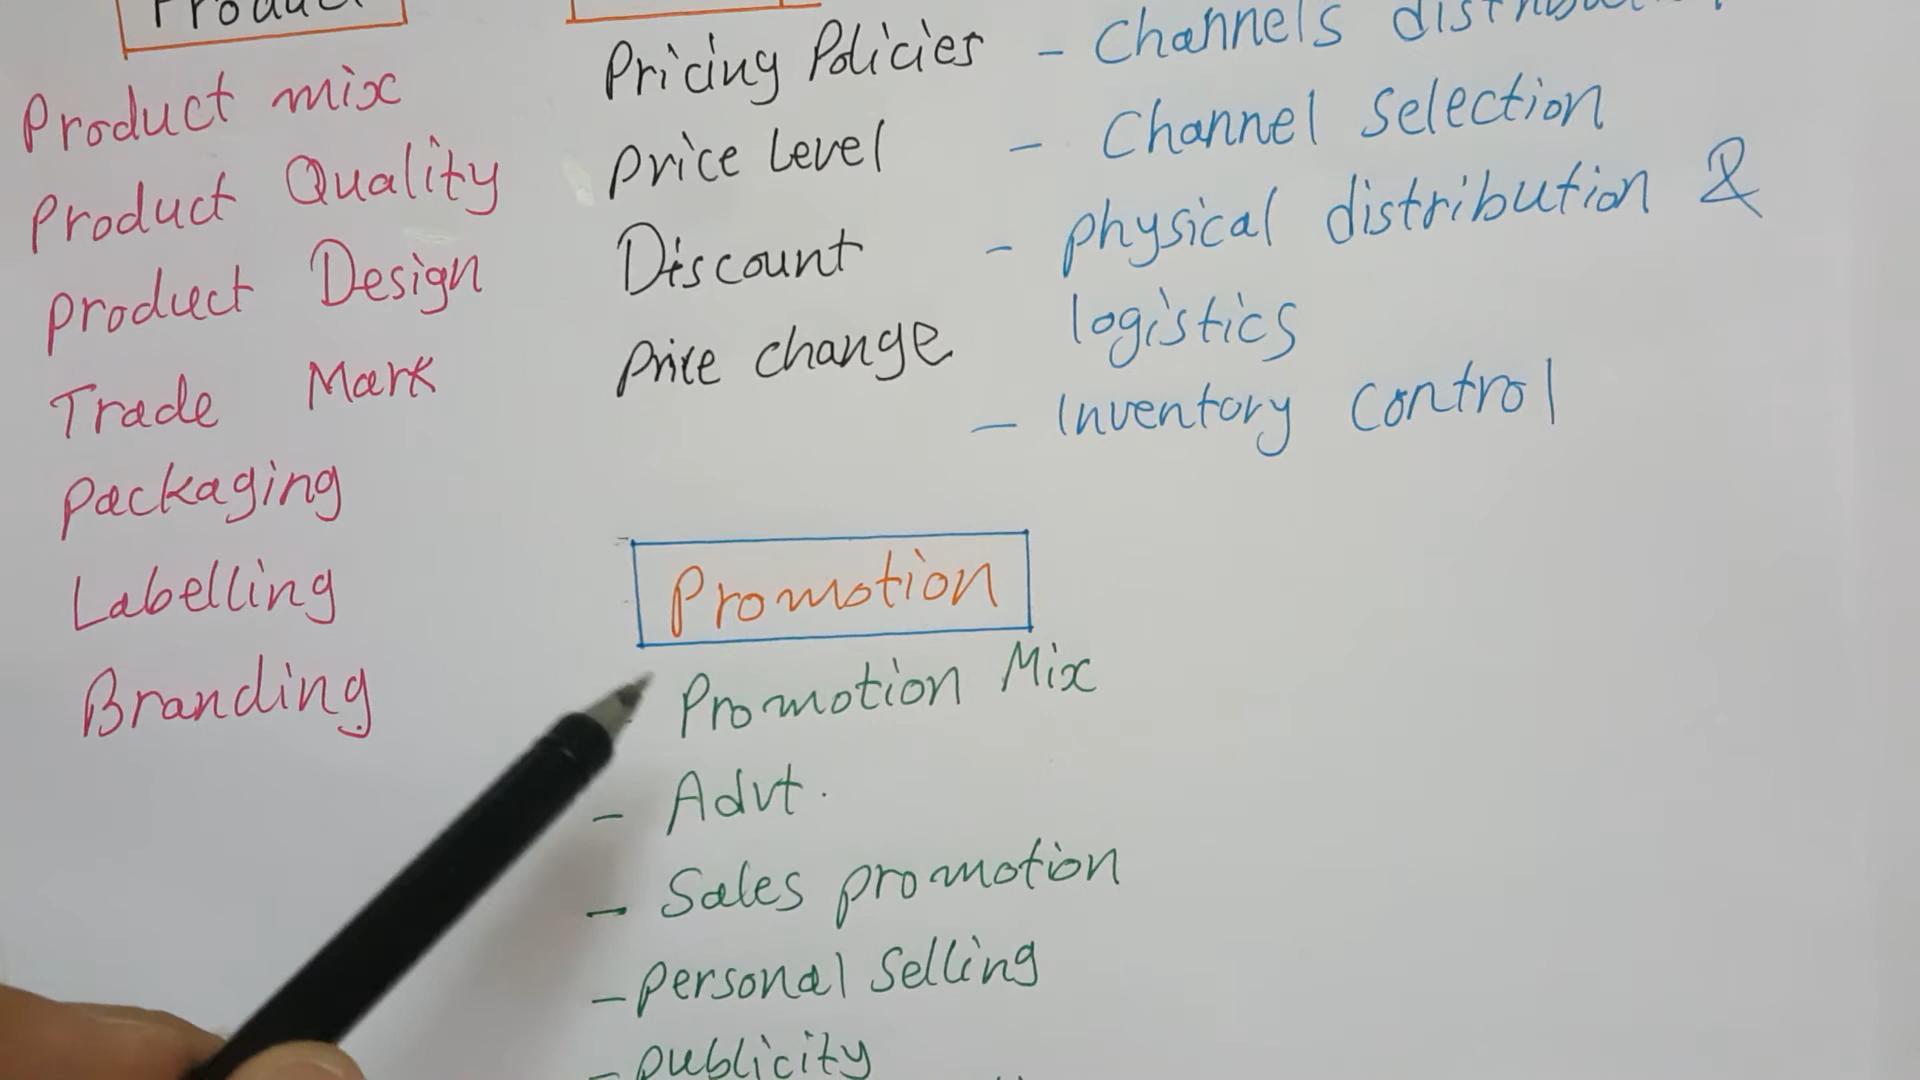 Product
Product mix
Product Quality
Product Design
Trade Mark
Packaging
Labelling
Branding
Pricing Policies
Price Level
Discount
Price change
- Channels
- Channel Selection
- Physical distribution &
logistics
- Inventory control
Promotion
Promotion Mix
- Advt.
- Sales promotion
- Personal Selling
- publicity